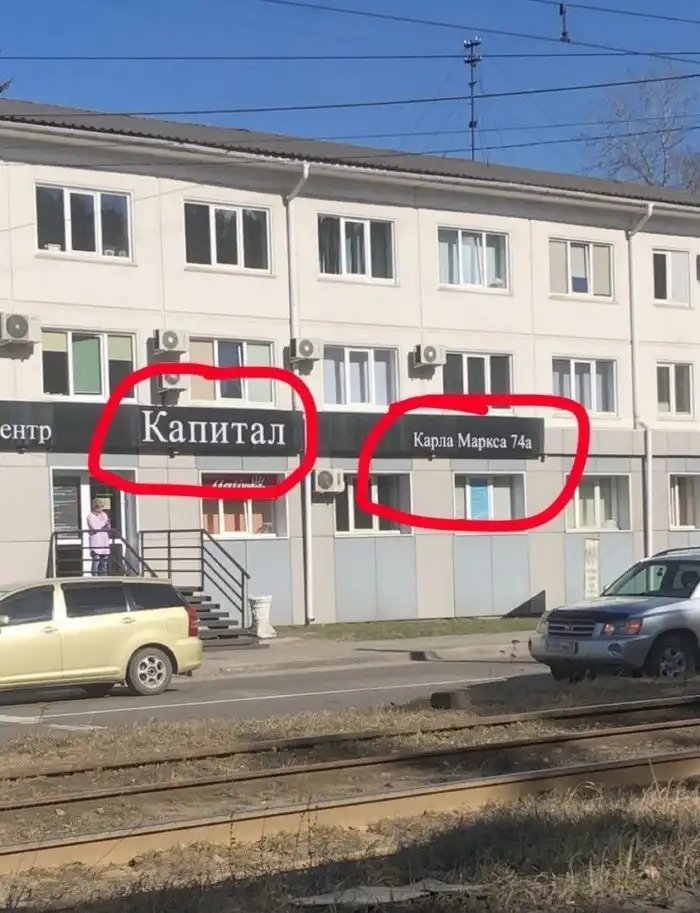 ентр
Капитал
Карла Маркса 74а